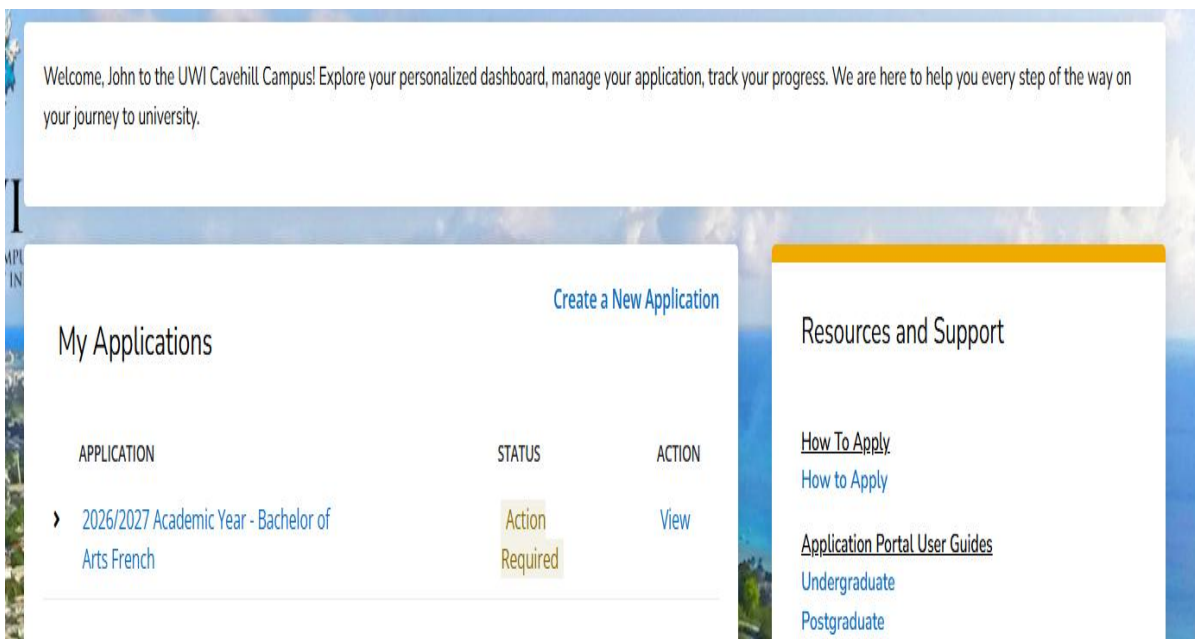 Welcome, John to the UWI Cavehill Campus! Explore your personalized dashboard, manage your application, track your progress. We are here to help you every step of the way on
your journey to university.
Create a New Application
My Applications
APPLICATION STATUS ACTION
2026/2027 Academic Year - Bachelor of
Arts French
Action
Required
View
Resources and Support
How To Apply
How to Apply
Application Portal User Guides
Undergraduate
Postgraduate